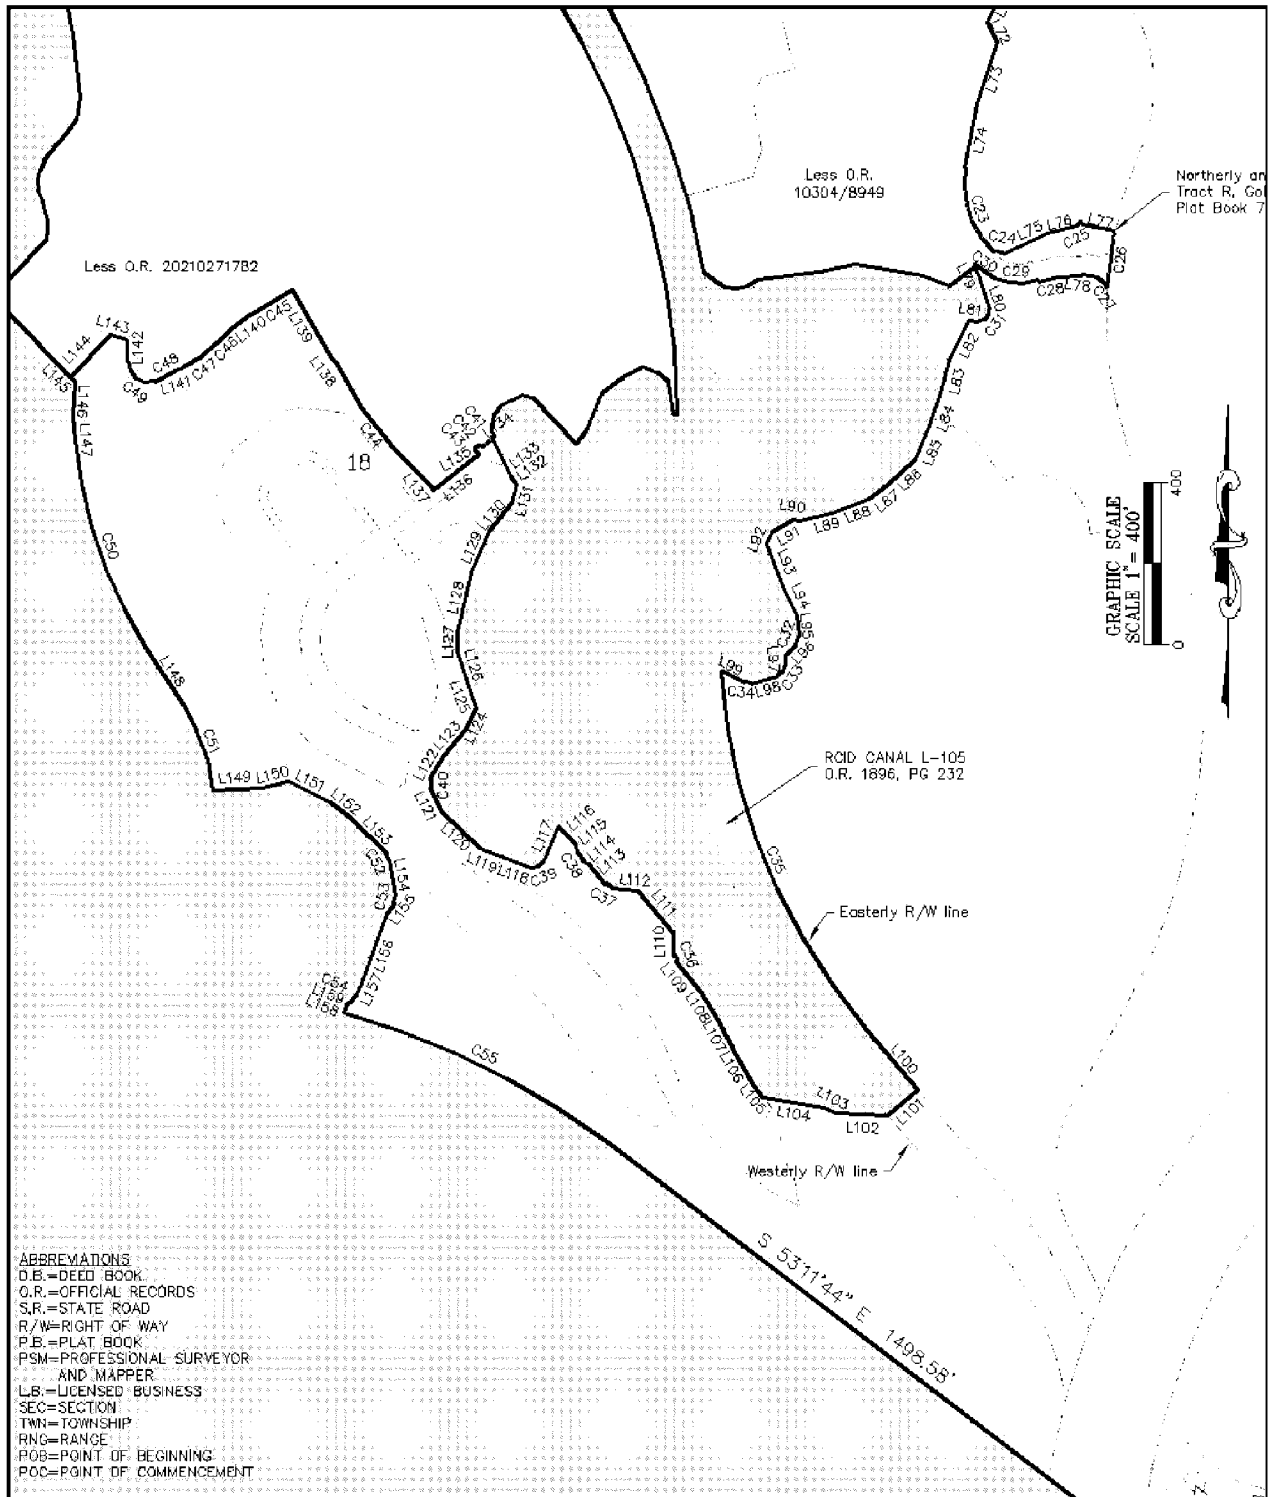 L72
L73
L74
Less O.R.
10304/8949
Northerly an
Tract R, Gol
Plat Book 7
C23
C24
L75
L76
L77
C25
C26
C30
C29
C28
L78
C27
L79
L80
L81
C31
L82
L83
L84
L85
L86
L87
L88
L89
L90
L91
L92
L93
L94
L95
C32
L97
C33
L98
C34
L99
Less O.R. 20210271782
L143
L142
L144
L145
L146
L147
C49
C48
L141
C47
C46
L140
C45
L139
L138
C44
18
L137
L136
L135
C43
C42
C41
L133
L132
L131
L130
L129
L128
L127
L126
L125
L124
L123
L122
C40
L121
L120
L119
L118
C39
L117
L116
L115
L114
L113
C38
C37
L112
L111
L110
C36
L109
L108
L107
L106
L105
L104
L103
L102
L101
L100
C35
C50
L148
C51
L149
L150
L151
L152
L153
C52
L154
C53
L155
L156
L157
C55
GRAPHIC SCALE
SCALE 1" = 400'
400
0
RCID CANAL L-105
O.R. 1896, PG 232
Easterly R/W line
Westerly R/W line
S 53°11'44" E 1498.58'
ABBREVIATIONS
D.B.=DEED BOOK
O.R.=OFFICIAL RECORDS
S.R.=STATE ROAD
R/W=RIGHT OF WAY
P.B.=PLAT BOOK
PSM=PROFESSIONAL SURVEYOR
AND MAPPER
L.B.=LICENSED BUSINESS
SEC=SECTION
TWN=TOWNSHIP
RNG=RANGE
POB=POINT OF BEGINNING
POC=POINT OF COMMENCEMENT